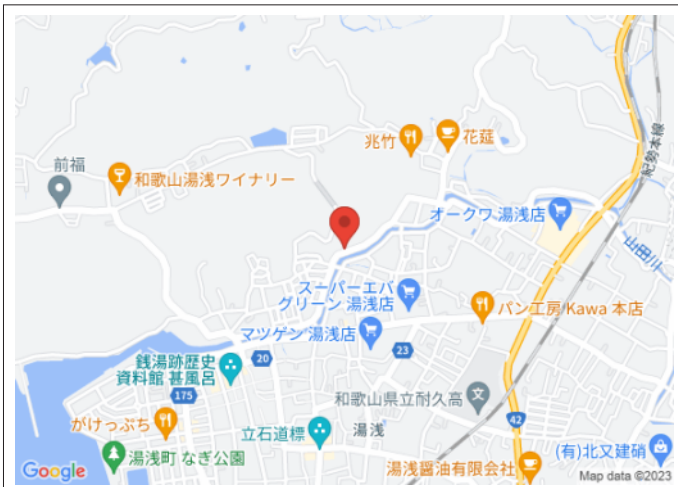 兆竹
花莚
紀勢本線
前福
和歌山湯浅ワイナリー
オークワ 湯浅店
山田川
スーパーエバ
グリーン 湯浅店
パン工房 Kawa 本店
マツゲン 湯浅店
銭湯跡歴史
資料館 甚風呂
20
23
175
和歌山県立耐久高
文
42
がけっぷち
立石道標
湯浅
湯浅町 なぎ公園
湯浅醤油有限会社
(有)北又建硝
Google
Map data ©2023